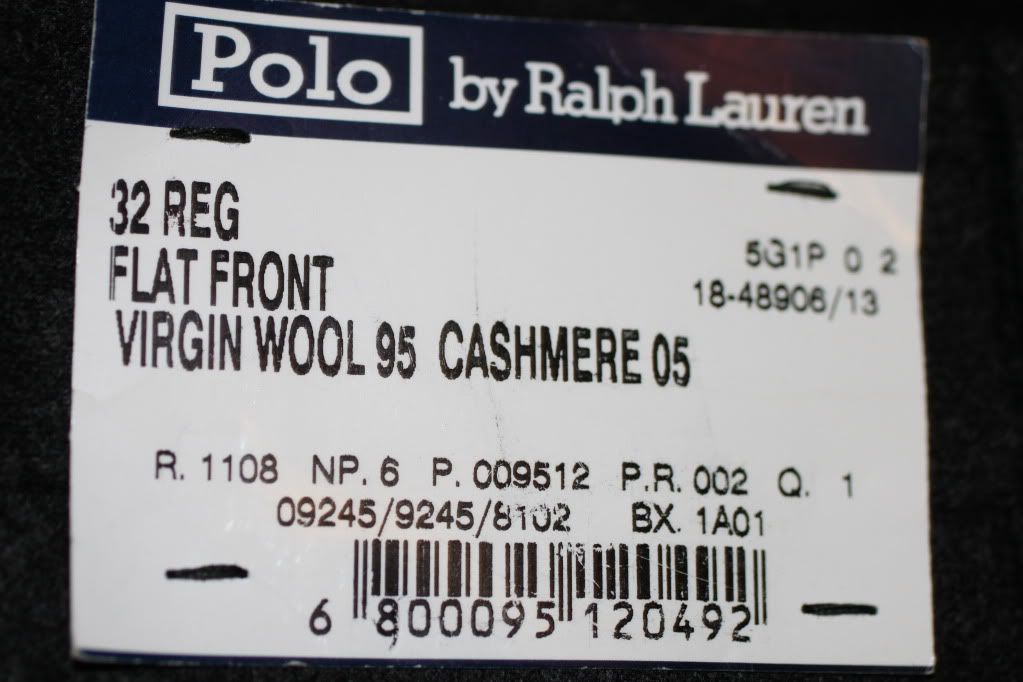 Polo by Ralph Lauren
32 REG
FLAT FRONT
5G1P 0 2
18-48906/13
VIRGIN WOOL 95 CASHMERE 05
R. 1108 NP. 6 P. 009512 P.R. 002 Q. 1
09245/9245/8102 BX. 1A01
6 800095 120492